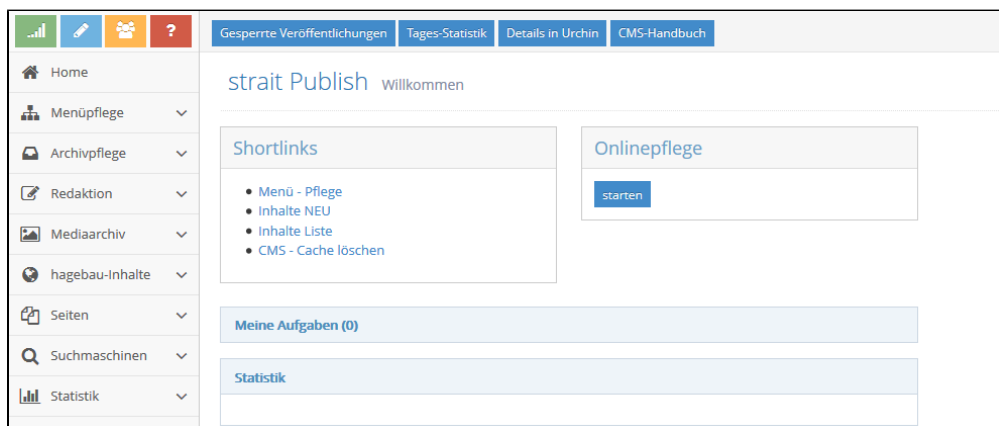 ?
Gesperrte Veröffentlichungen
Tages-Statistik
Details in Urchin
CMS-Handbuch
Home
Menüpflege
Archivpflege
Redaktion
Mediaarchiv
hagebau-Inhalte
Seiten
Suchmaschinen
Statistik
strait Publish Willkommen
Shortlinks
Menü - Pflege
Inhalte NEU
Inhalte Liste
CMS - Cache löschen
Onlinepflege
starten
Meine Aufgaben (0)
Statistik